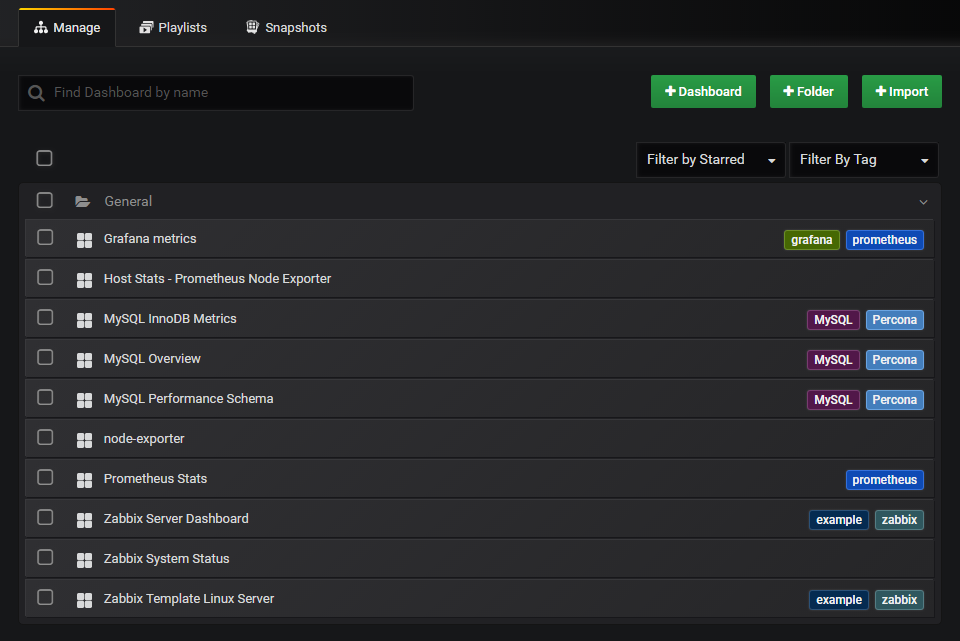 Manage Playlists Snapshots
Find Dashboard by name
Dashboard Folder Import
Filter by Starred Filter By Tag
General
Grafana metrics grafana prometheus
Host Stats - Prometheus Node Exporter
MySQL InnoDB Metrics MySQL Percona
MySQL Overview MySQL Percona
MySQL Performance Schema MySQL Percona
node-exporter
Prometheus Stats prometheus
Zabbix Server Dashboard example zabbix
Zabbix System Status
Zabbix Template Linux Server example zabbix